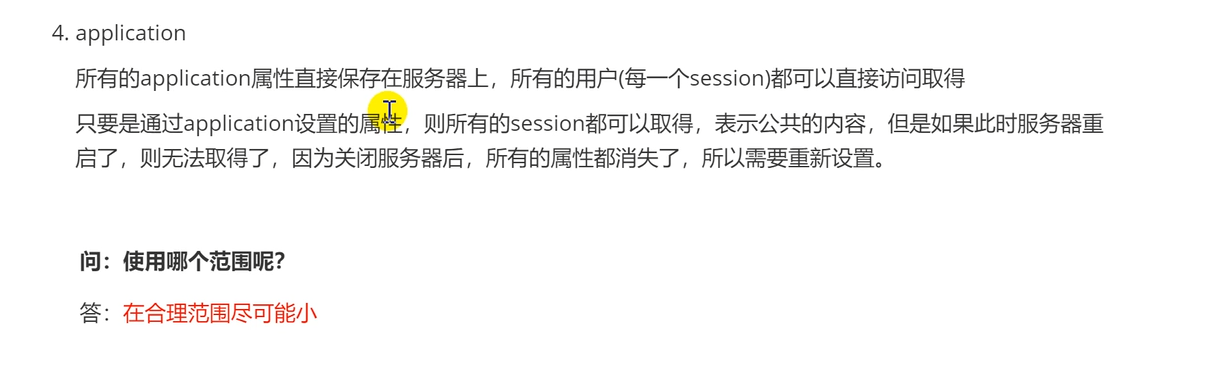 4. application
所有的application属性直接保存在服务器上，所有的用户(每一个session)都可以直接访问取得
只要是通过application设置的属性，则所有的session都可以取得，表示公共的内容，但是如果此时服务器重
启了，则无法取得了，因为关闭服务器后，所有的属性都消失了，所以需要重新设置。
问：使用哪个范围呢？
答：在合理范围尽可能小